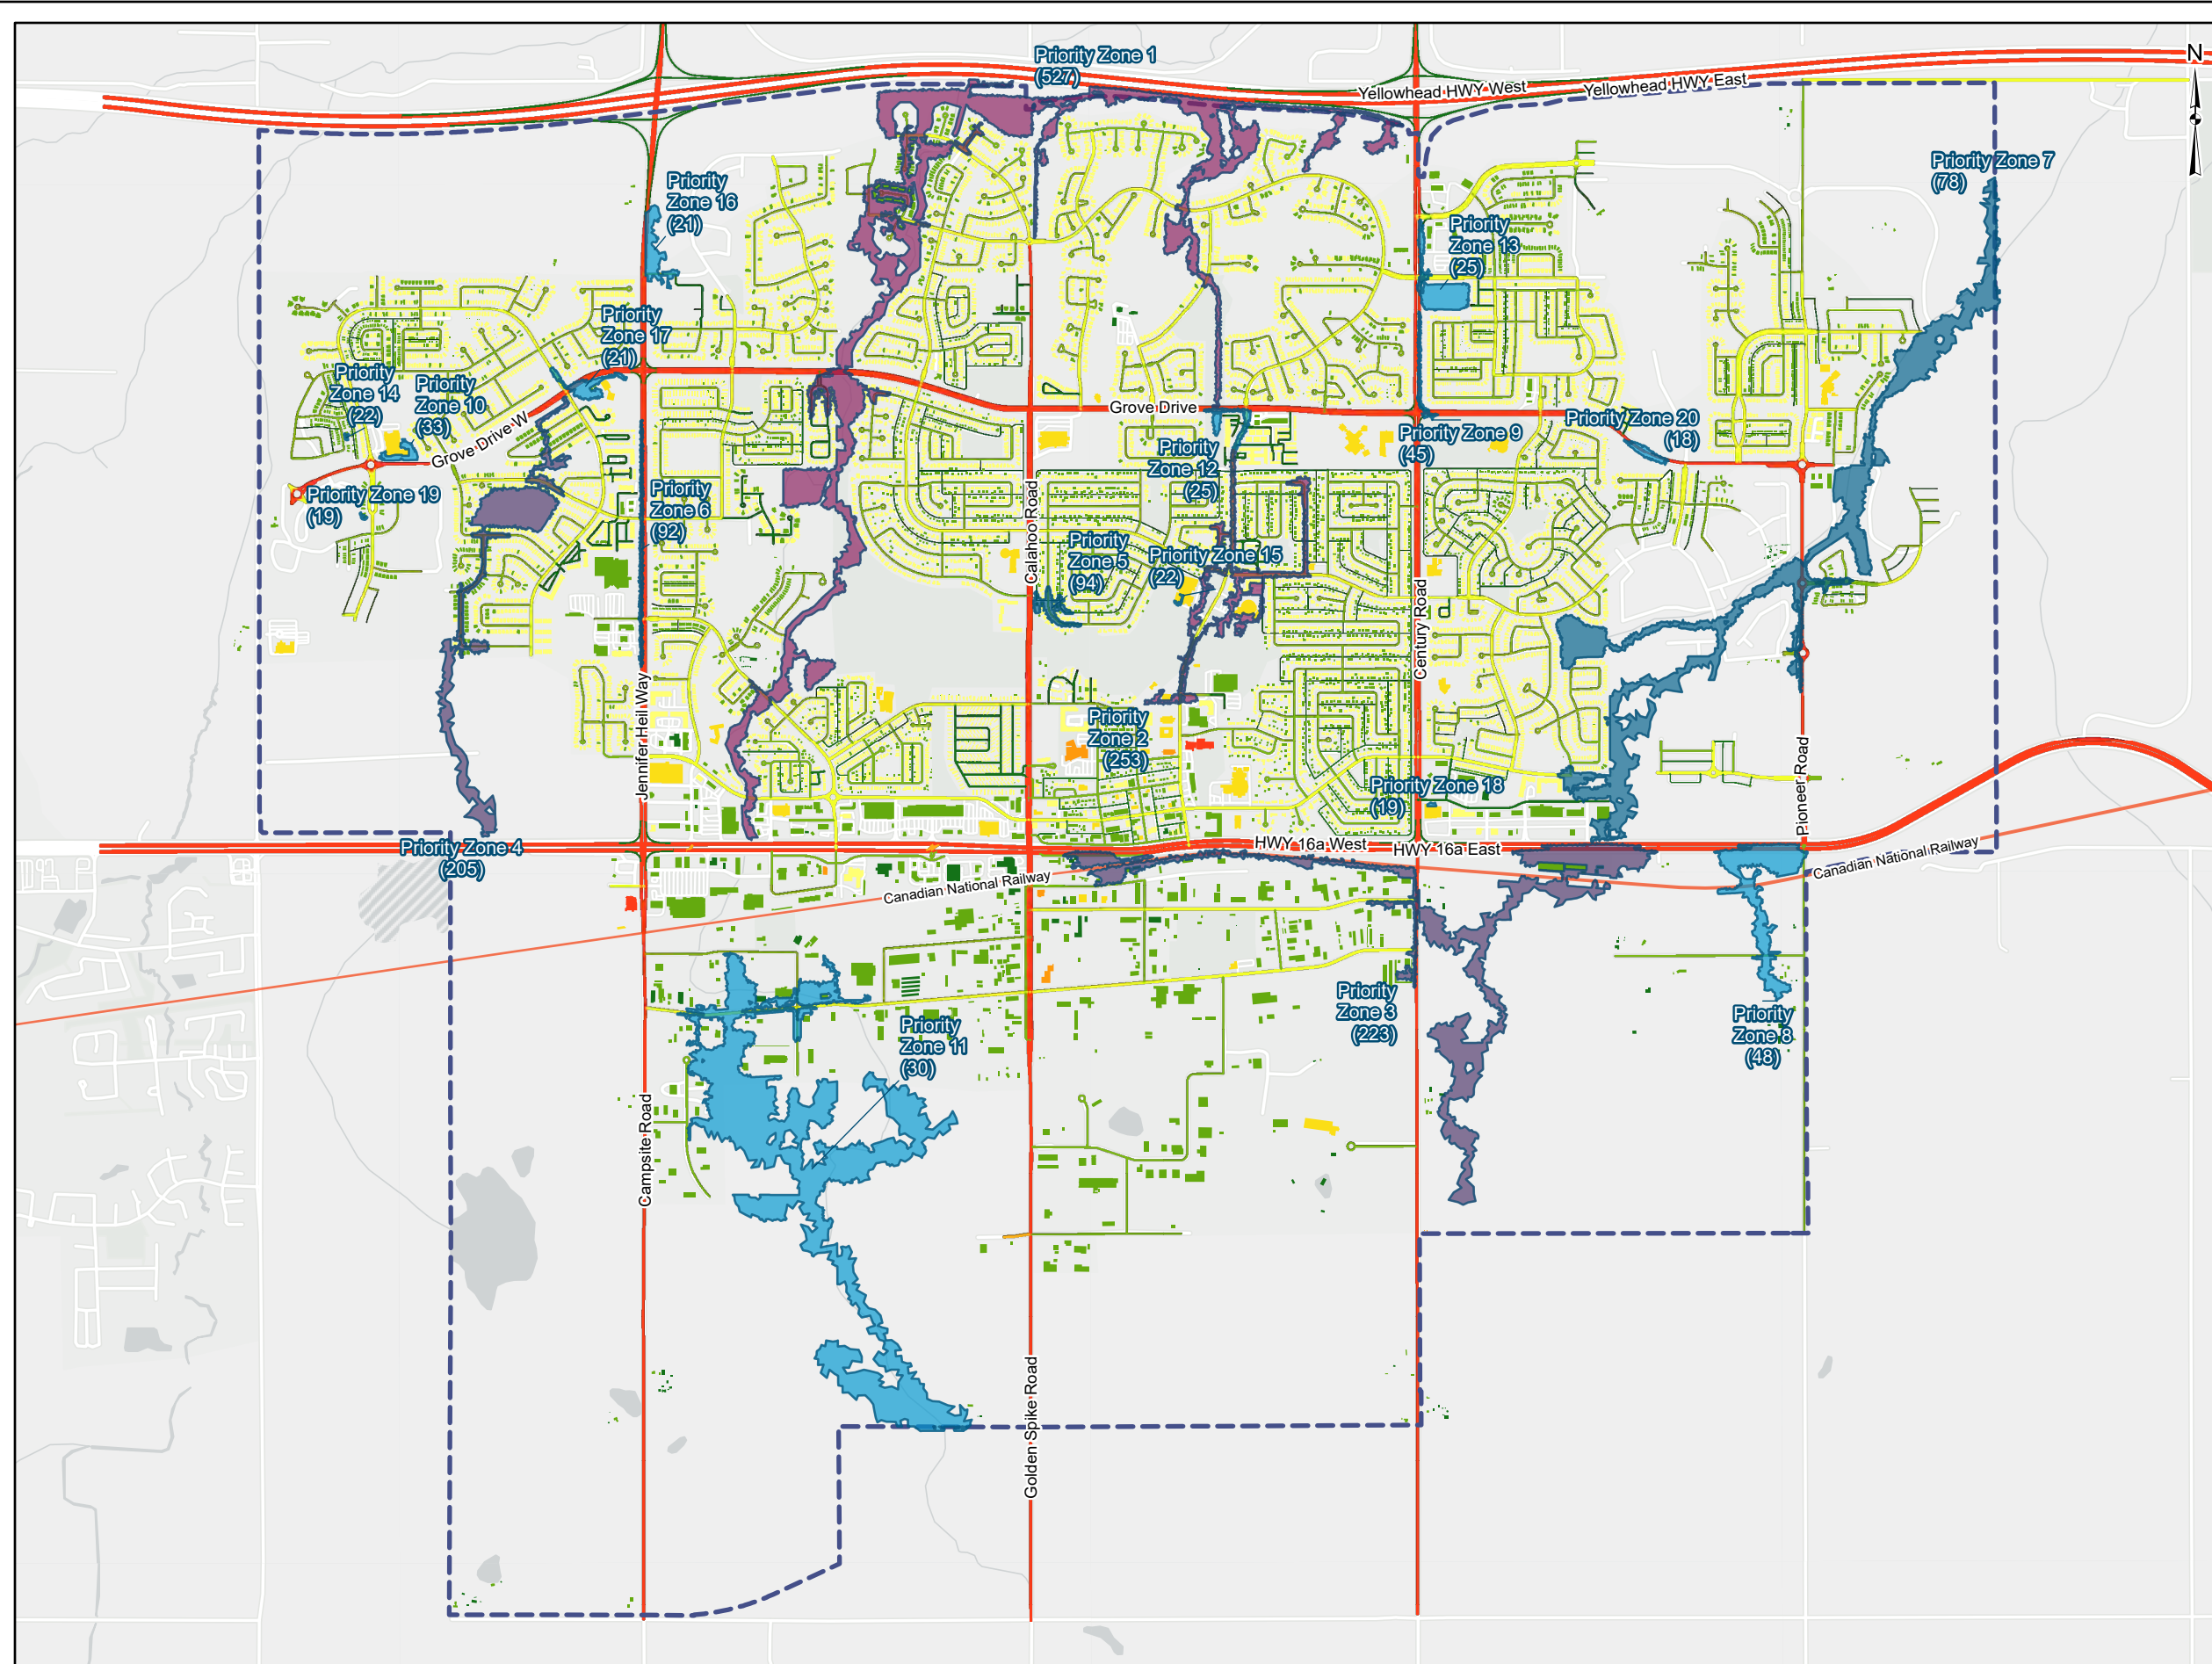 Priority Zone 1
(527)
N
Yellowhead HWY West
Yellowhead HWY East
Priority Zone 7
(78)
Priority
Zone 16
(21)
Priority
Zone 13
(25)
Priority
Zone 17
(21)
Priority
Zone 14
(22)
Priority
Zone 10
(33)
Grove Drive W
Grove Drive
Priority Zone 20
(18)
Priority Zone 9
(45)
Priority
Zone 12
(25)
Priority Zone 19
(19)
Priority
Zone 6
(92)
Calahoo Road
Priority
Zone 5
(94)
Priority Zone 15
(22)
Century Road
Jennifer Heil Way
Priority
Zone 2
(253)
Pioneer Road
Priority Zone 18
(19)
Priority Zone 4
(205)
HWY 16a West
HWY 16a East
Canadian National Railway
Canadian National Railway
Priority
Zone 3
(223)
Priority
Zone 8
(48)
Priority
Zone 11
(30)
Campsite Road
Golden Spike Road